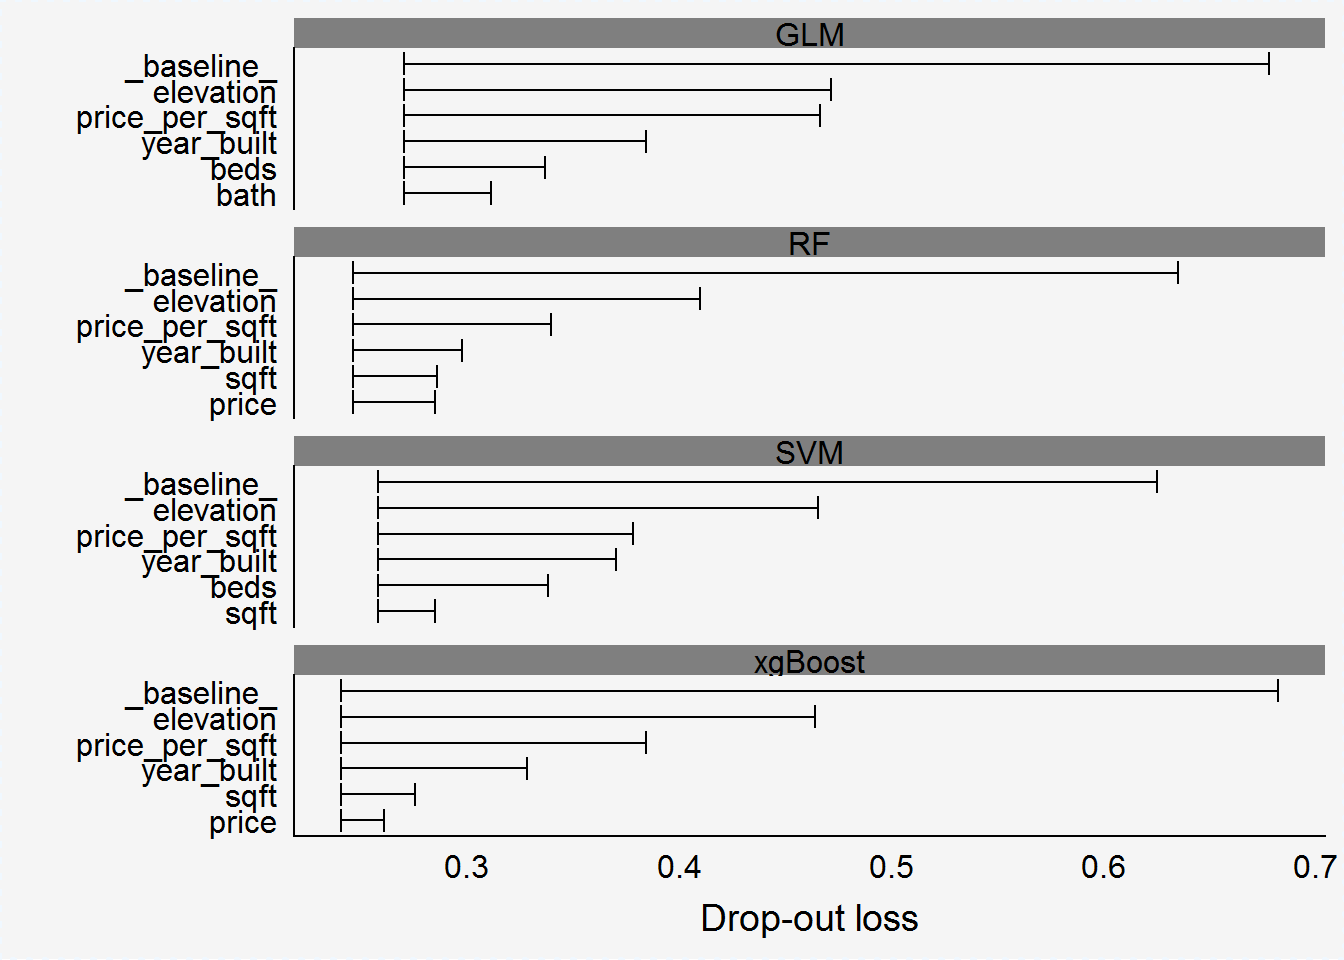 GLM
_baseline_
elevation
price_per_sqft
year_built
beds
bath
RF
_baseline_
elevation
price_per_sqft
year_built
sqft
price
SVM
_baseline_
elevation
price_per_sqft
year_built
beds
sqft
xgBoost
_baseline_
elevation
price_per_sqft
year_built
sqft
price
0.3 0.4 0.5 0.6 0.7
Drop-out loss